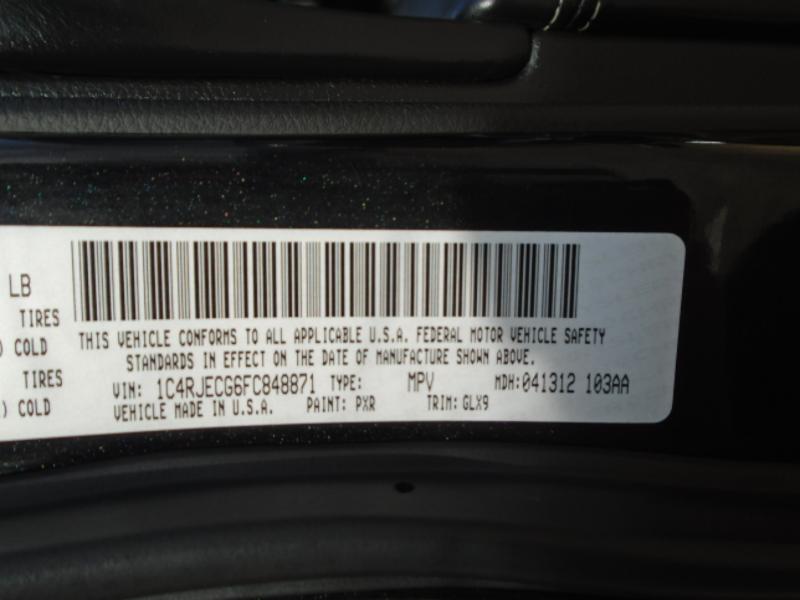 LB
TIRES
) COLD
TIRES
) COLD
THIS VEHICLE CONFORMS TO ALL APPLICABLE U.S.A. FEDERAL MOTOR VEHICLE SAFETY
STANDARDS IN EFFECT ON THE DATE OF MANUFACTURE SHOWN ABOVE.
VIN: 1C4RJECG6FC848871 TYPE: MPV MDH:041312 103AA
VEHICLE MADE IN U.S.A. PAINT: PXR TRIM: GLX9